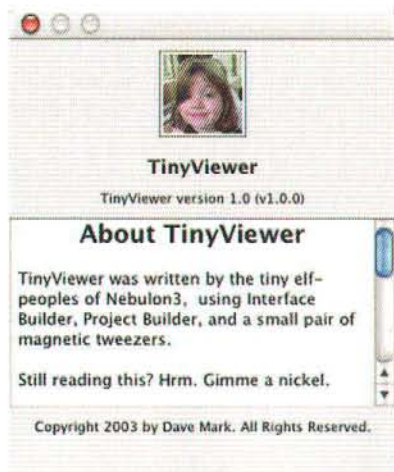 TinyViewer
TinyViewer version 1.0 (v1.0.0)
About TinyViewer
TinyViewer was written by the tiny elf-
peoples of Nebulon3, using Interface
Builder, Project Builder, and a small pair of
magnetic tweezers.
Still reading this? Hrm. Gimme a nickel.
Copyright 2003 by Dave Mark. All Rights Reserved.